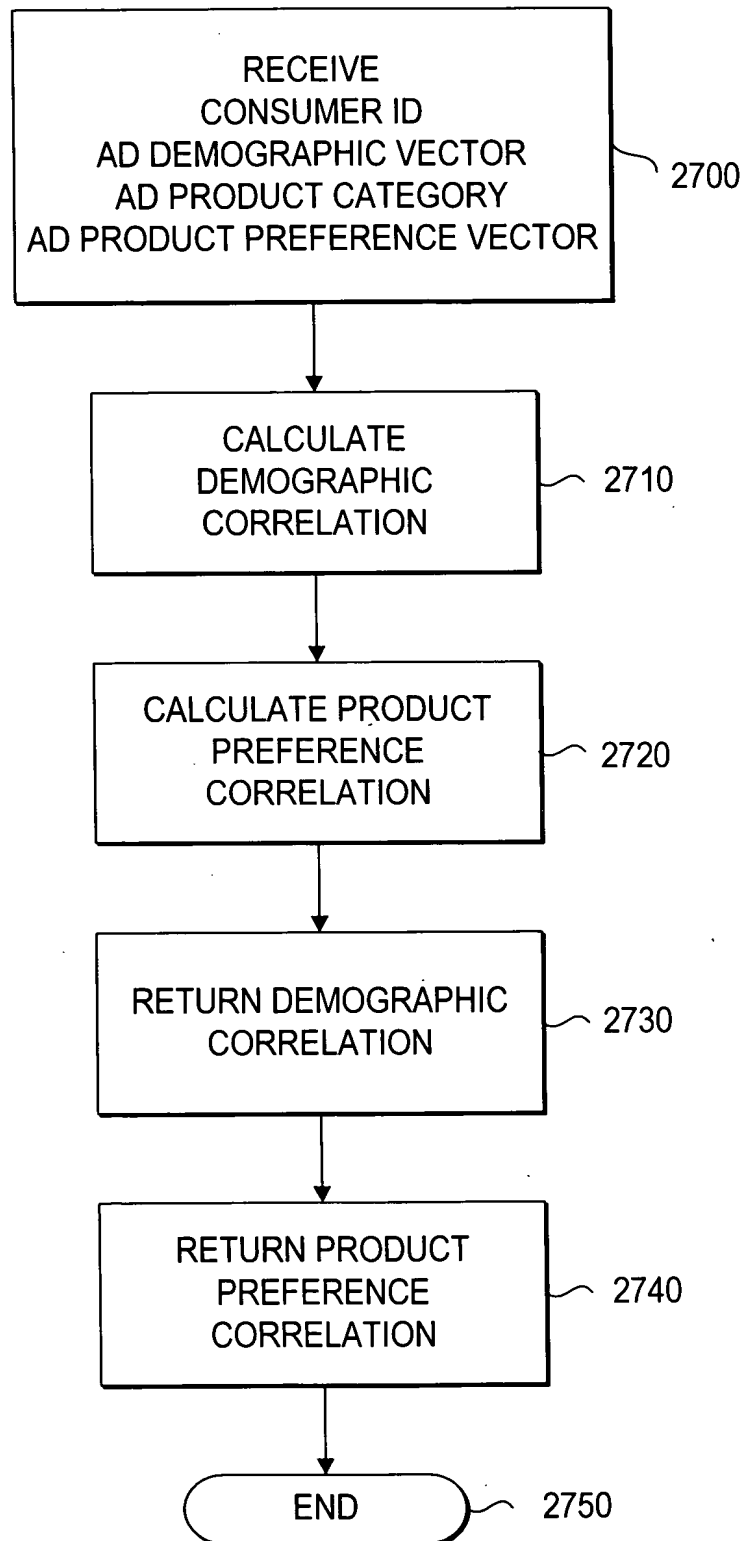 RECEIVE
CONSUMER ID
AD DEMOGRAPHIC VECTOR
AD PRODUCT CATEGORY
AD PRODUCT PREFERENCE VECTOR
2700
CALCULATE
DEMOGRAPHIC
CORRELATION
2710
CALCULATE PRODUCT
PREFERENCE
CORRELATION
2720
RETURN DEMOGRAPHIC
CORRELATION
2730
RETURN PRODUCT
PREFERENCE
CORRELATION
2740
END
2750